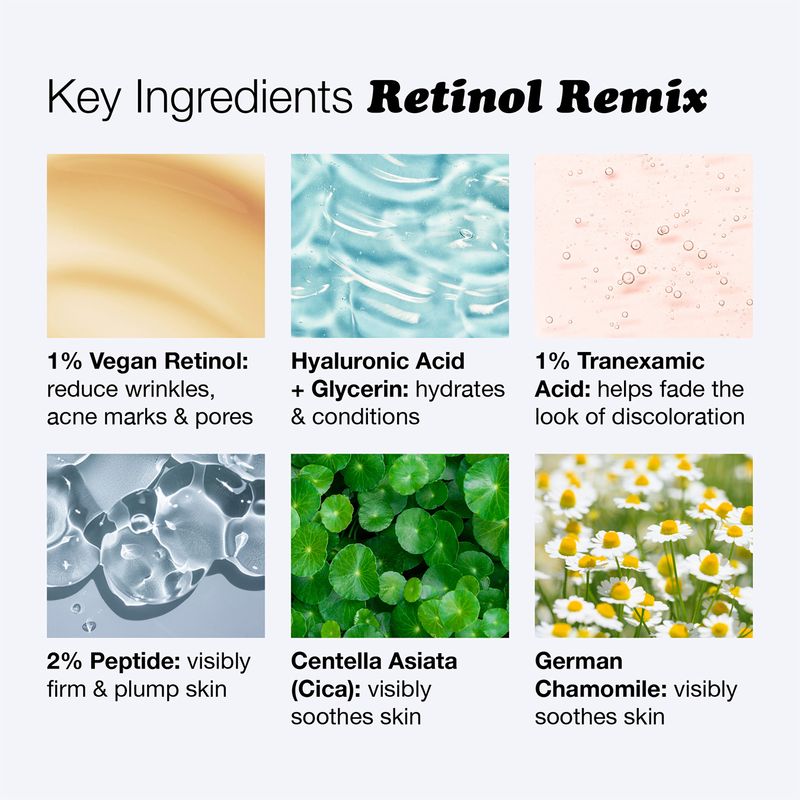 Key Ingredients Retinol Remix
1% Vegan Retinol:
reduce wrinkles,
acne marks & pores
Hyaluronic Acid
+ Glycerin: hydrates
& conditions
1% Tranexamic
Acid: helps fade the
look of discoloration
2% Peptide: visibly
firm & plump skin
Centella Asiata
(Cica): visibly
soothes skin
German
Chamomile: visibly
soothes skin